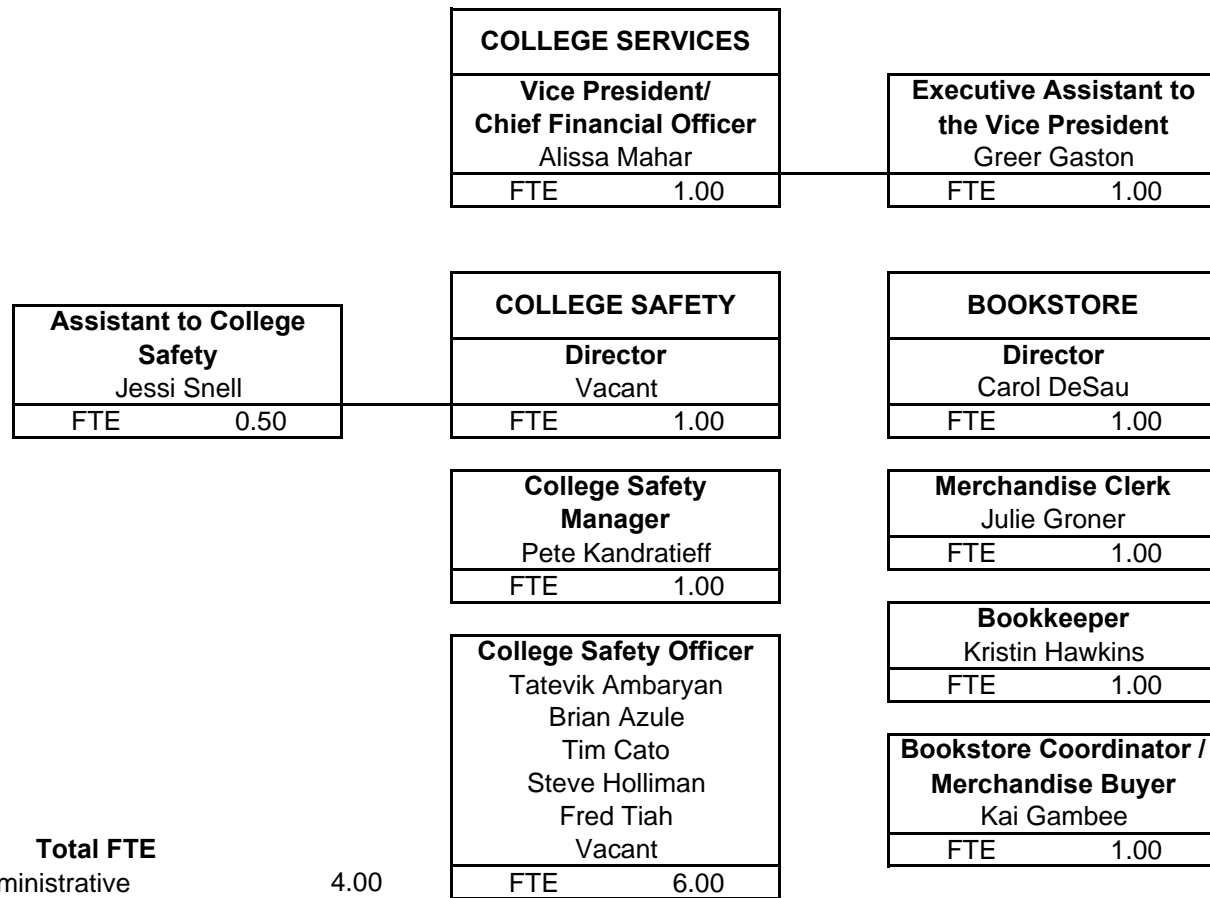 COLLEGE SERVICES
Vice President/
Chief Financial Officer
Alissa Mahar
FTE 1.00
Executive Assistant to
the Vice President
Greer Gaston
FTE 1.00
Assistant to College
Safety
Jessi Snell
FTE 0.50
COLLEGE SAFETY
Director
Vacant
FTE 1.00
College Safety
Manager
Pete Kandratieff
FTE 1.00
College Safety Officer
Tatevik Ambaryan
Brian Azule
Tim Cato
Steve Holliman
Fred Tiah
Vacant
FTE 6.00
BOOKSTORE
Director
Carol DeSau
FTE 1.00
Merchandise Clerk
Julie Groner
FTE 1.00
Bookkeeper
Kristin Hawkins
FTE 1.00
Bookstore Coordinator /
Merchandise Buyer
Kai Gambee
FTE 1.00
Total FTE
ministrative 4.00